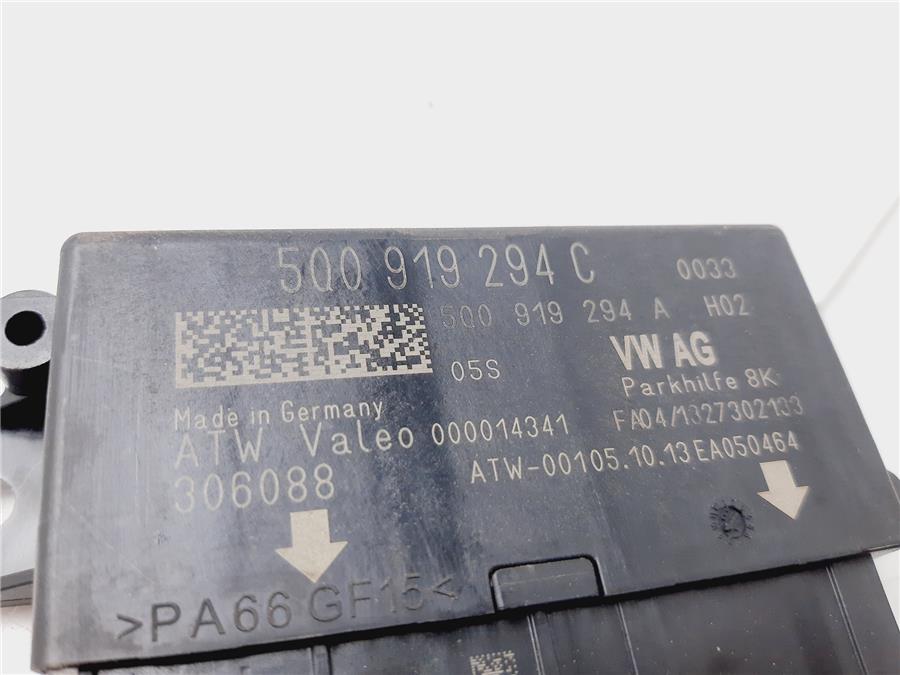 5Q0 919 294 C 0033
5Q0 919 294 A H02
05S VW AG
Parkhilfe 8K
Made in Germany FA04/1327302133
ATW Valeo 000014341
306088 ATW-00105.10.13EA050464
>PA66 GF15<